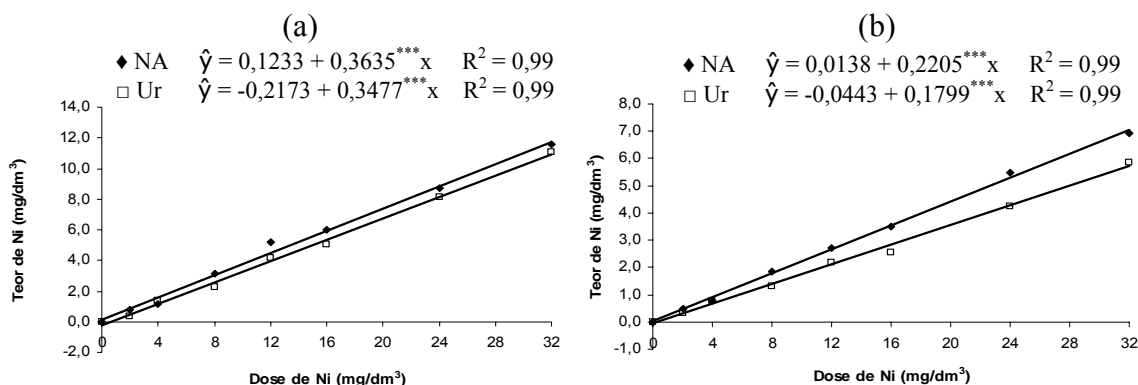 (a)
♦ NA ŷ = 0,1233 + 0,3635***x R² = 0,99
□ Ur ŷ = -0,2173 + 0,3477***x R² = 0,99
14,0
12,0
10,0
8,0
6,0
4,0
2,0
0,0
-2,0
0 4 8 12 16 20 24 28 32
Teor de Ni (mg/dm³)
Dose de Ni (mg/dm³)
(b)
♦ NA ŷ = 0,0138 + 0,2205***x R² = 0,99
□ Ur ŷ = -0,0443 + 0,1799***x R² = 0,99
8,0
7,0
6,0
5,0
4,0
3,0
2,0
1,0
0,0
-1,0
0 4 8 12 16 20 24 28 32
Teor de Ni (mg/dm³)
Dose de Ni (mg/dm³)